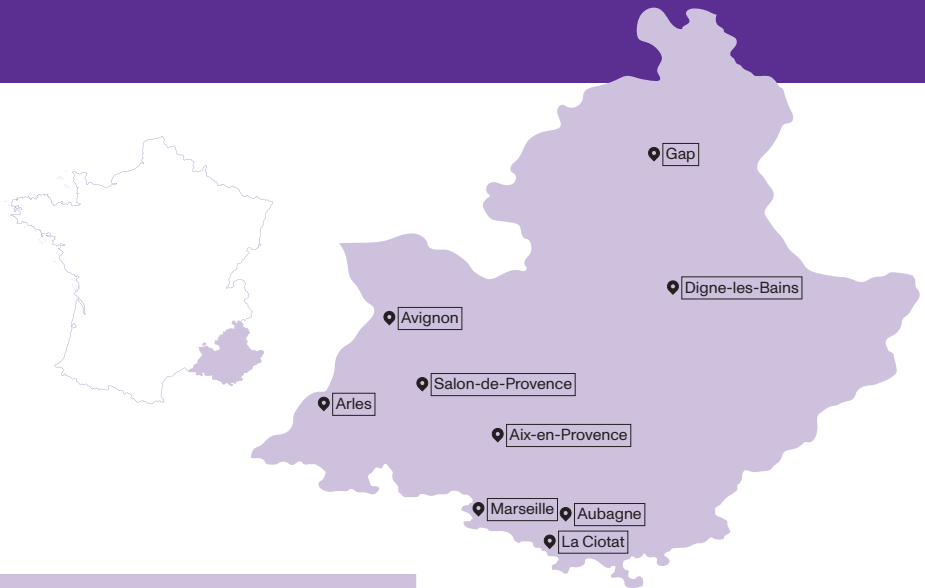 Gap
Digne-les-Bains
Avignon
Salon-de-Provence
Arles
Aix-en-Provence
Marseille
Aubagne
La Ciotat